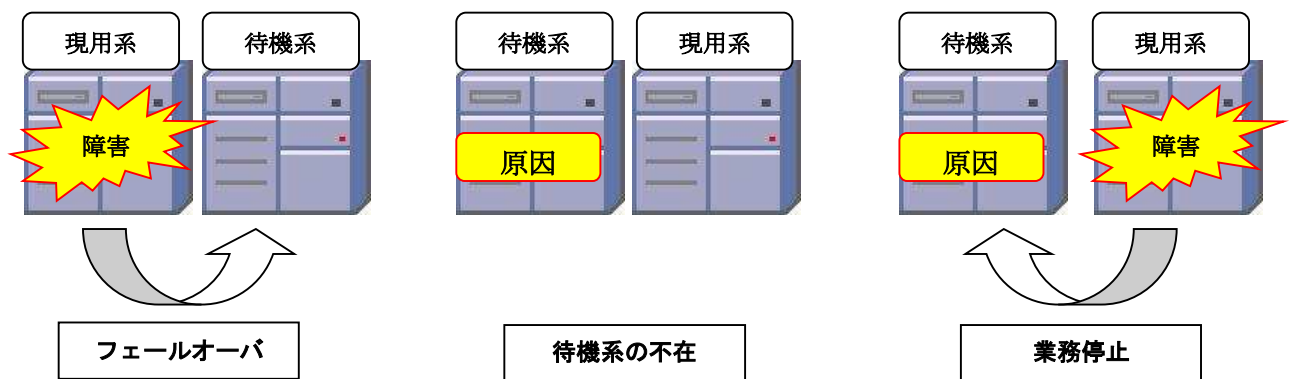 現用系
待機系
障害
フェールオーバ
待機系
現用系
原因
待機系の不在
待機系
現用系
原因
障害
業務停止